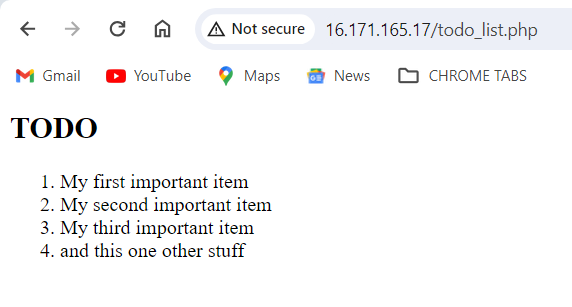 Not secure 16.171.165.17/todo_list.php
Gmail YouTube Maps GE News CHROME TABS
TODO
1. My first important item
2. My second important item
3. My third important item
4. and this one other stuff